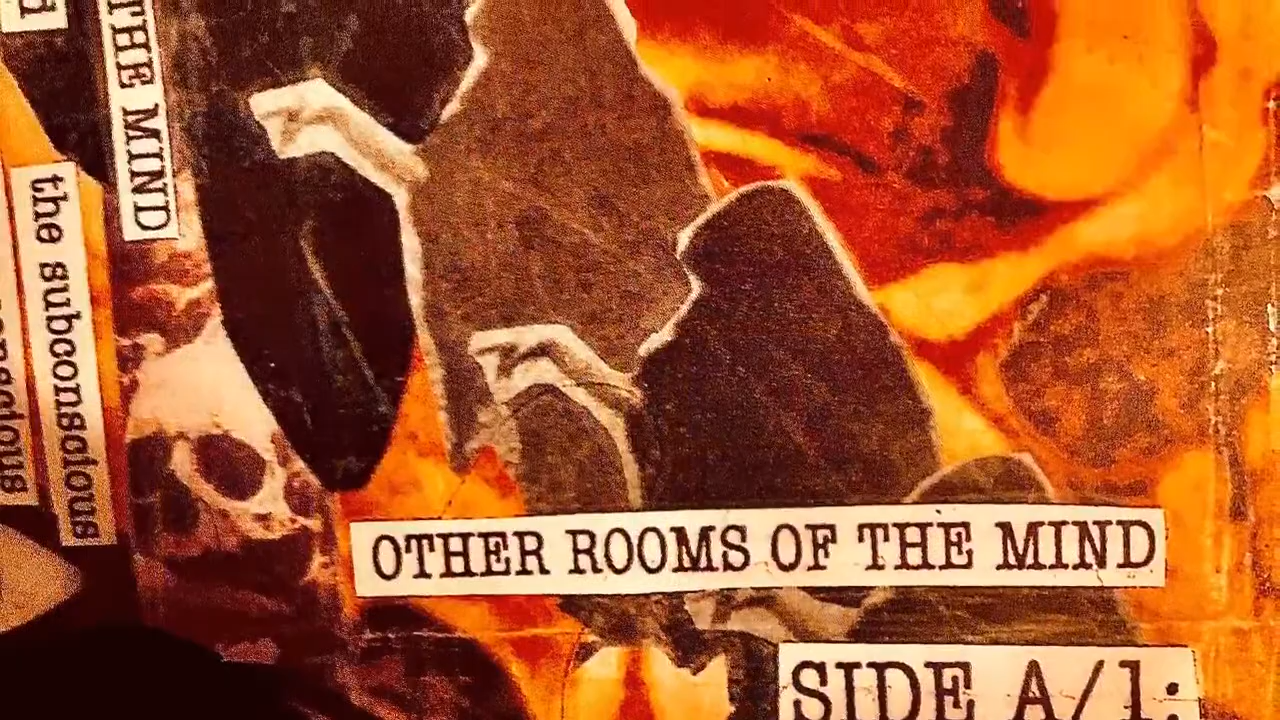 THE MIND
the subconscious
OTHER ROOMS OF THE MIND
SIDE A/1: